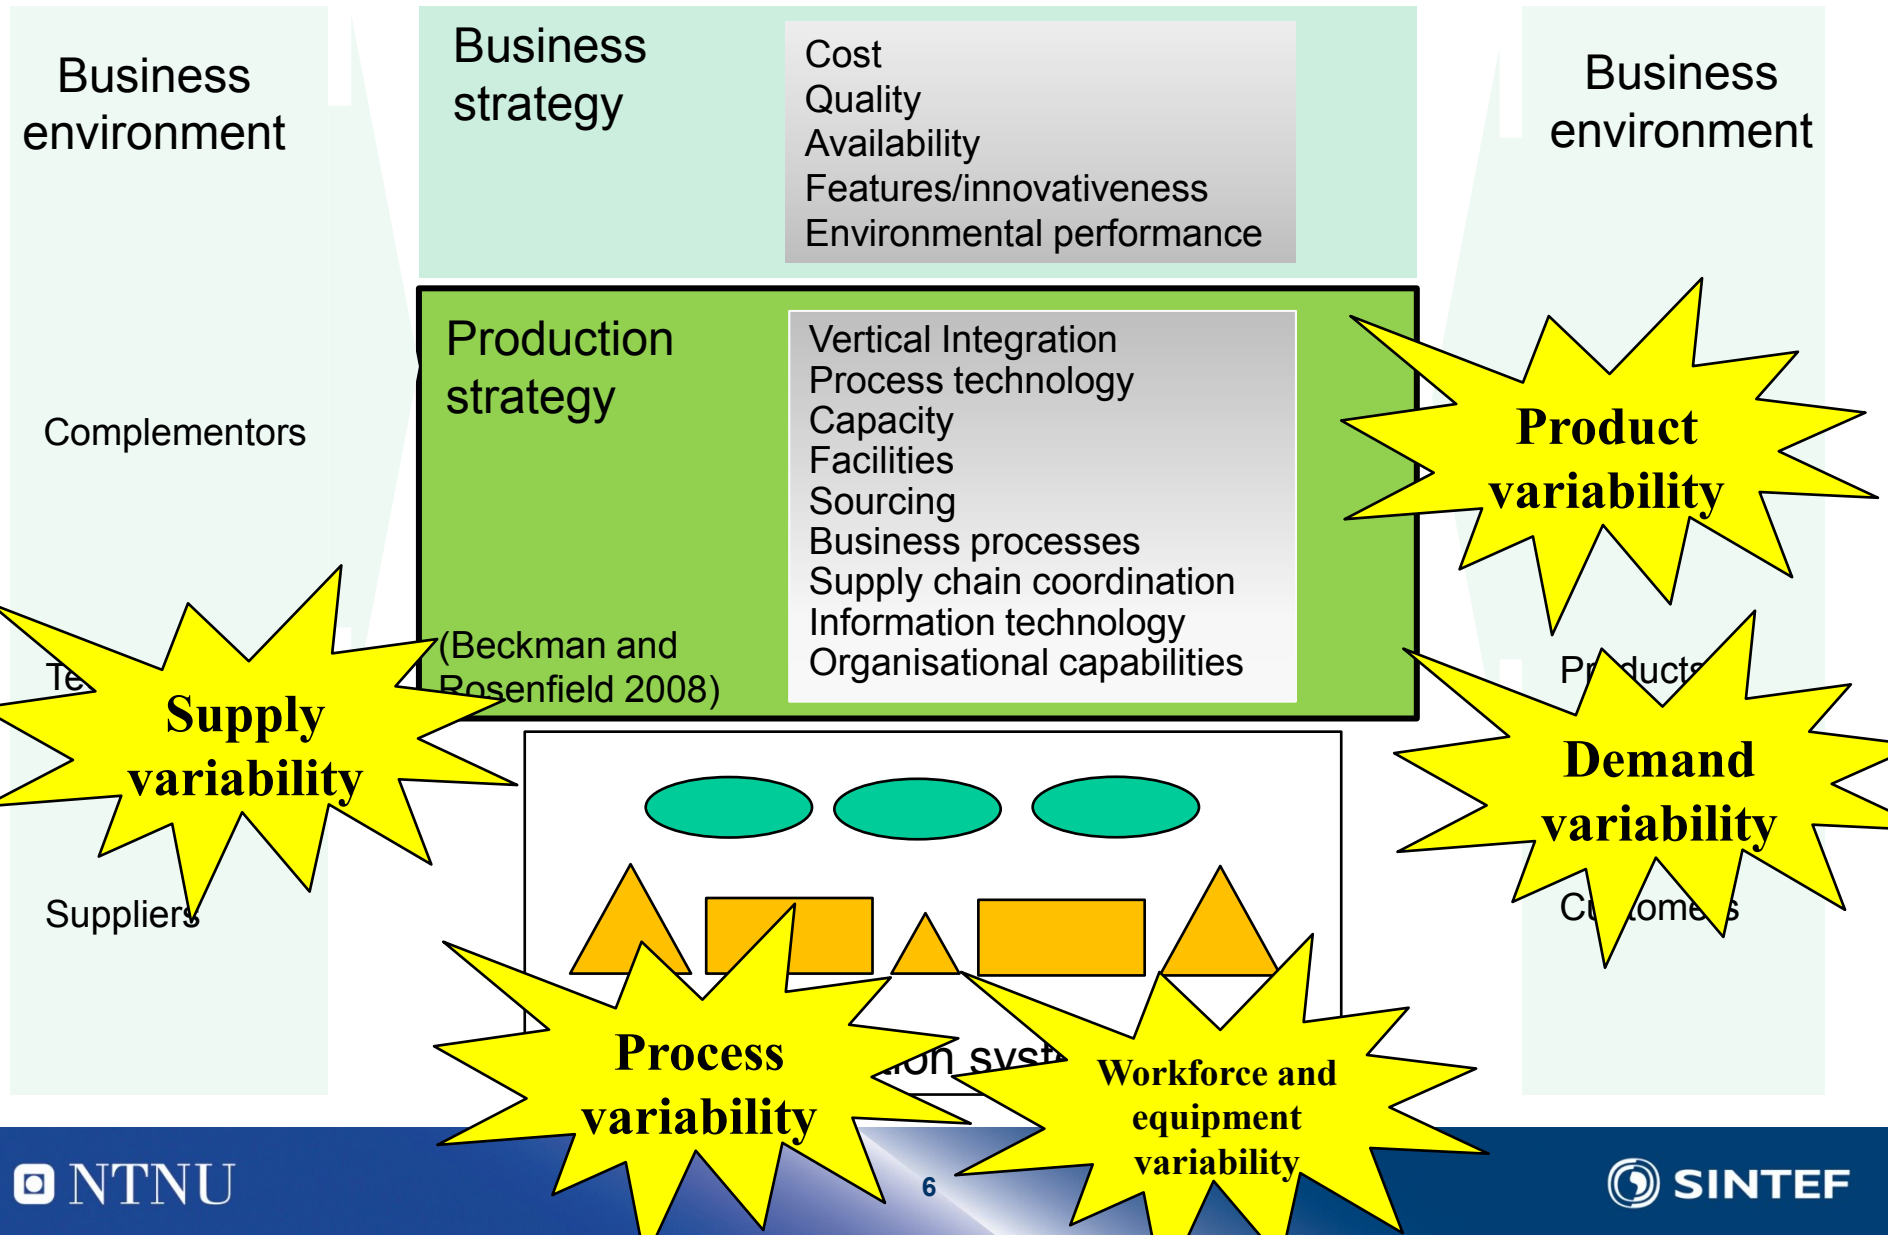 Business
environment
Business
strategy
Cost
Quality
Availability
Features/innovativeness
Environmental performance
Business
environment
Complementors
Production
strategy
Vertical Integration
Process technology
Capacity
Facilities
Sourcing
Business processes
Supply chain coordination
Information technology
Organisational capabilities
(Beckman and
Rosenfield 2008)
Product
variability
Supply
variability
Suppliers
Products
Demand
variability
Customers
Process
variability
Workforce and
equipment
variability
NTNU
6
SINTEF